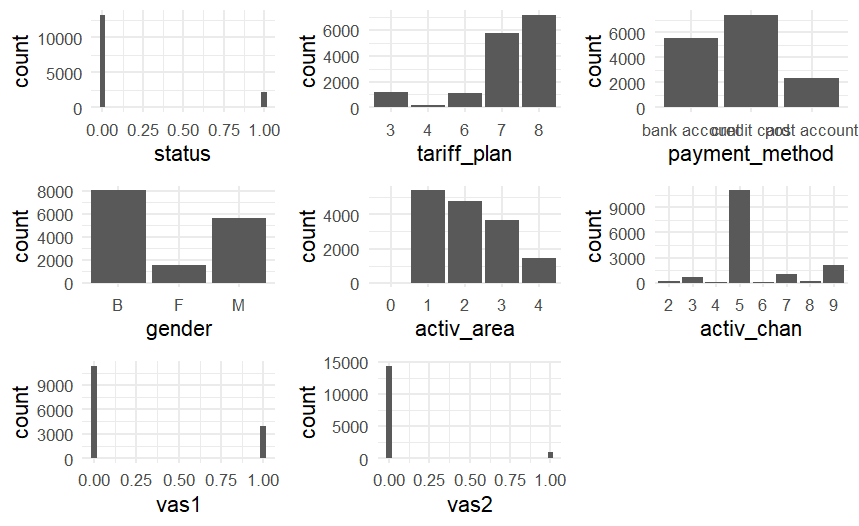 count
10000
5000
0
0.00 0.25 0.50 0.75 1.00
status
count
6000
4000
2000
0
3 4 6 7 8
tariff_plan
count
6000
4000
2000
0
bank account credit card post account
payment_method
count
8000
6000
4000
2000
0
B F M
gender
count
4000
2000
0
0 1 2 3 4
activ_area
count
9000
6000
3000
0
2 3 4 5 6 7 8 9
activ_chan
count
9000
6000
3000
0
0.00 0.25 0.50 0.75 1.00
vas1
count
15000
10000
5000
0
0.00 0.25 0.50 0.75 1.00
vas2